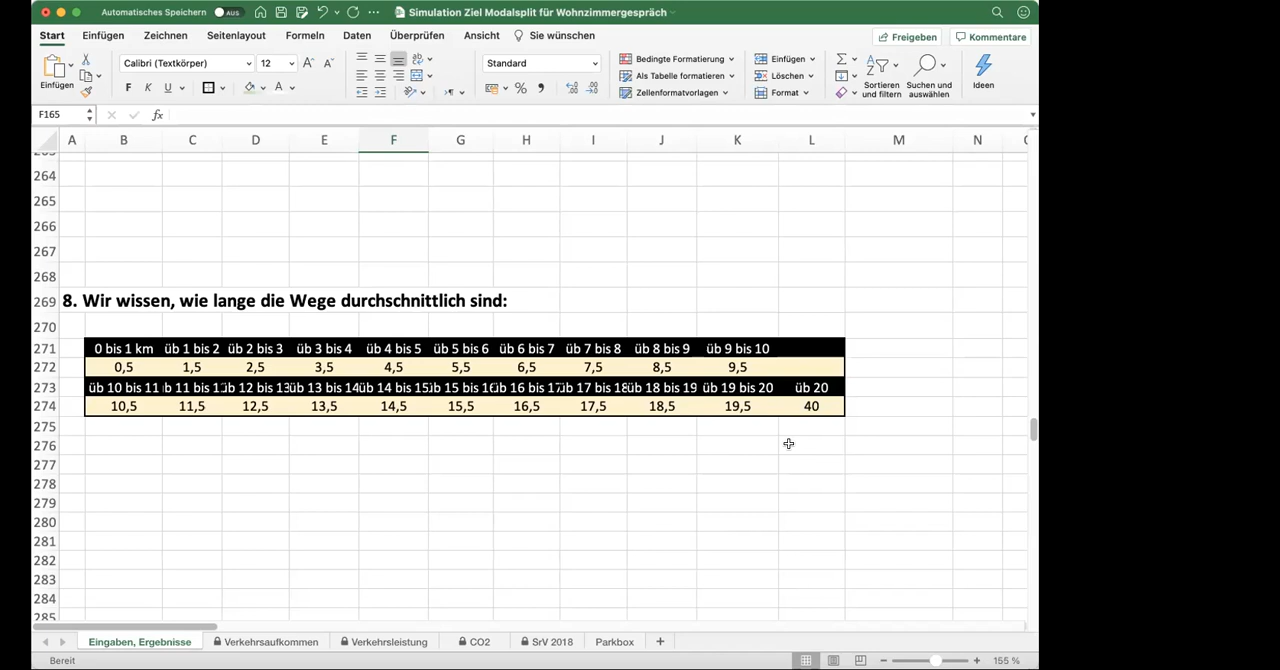 Automatisches Speichern AUS Simulation Ziel Modalsplit für Wohnzimmergespräch
Start Einfügen Zeichnen Seitenlayout Formeln Daten Überprüfen Ansicht Sie wünschen Freigeben Kommentare
Calibri (Textkörper) 12 Standard Bedingte Formatierung Einfügen
Als Tabelle formatieren Löschen
Einfügen F K U Zellenformatvorlagen Format Sortieren und filtern Suchen und auswählen Ideen
F165 fx
A B C D E F G H I J K L M N
264
265
266
267
268
269 8. Wir wissen, wie lange die Wege durchschnittlich sind:
270
271 0 bis 1 km üb 1 bis 2 üb 2 bis 3 üb 3 bis 4 üb 4 bis 5 üb 5 bis 6 üb 6 bis 7 üb 7 bis 8 üb 8 bis 9 üb 9 bis 10
272 0,5 1,5 2,5 3,5 4,5 5,5 6,5 7,5 8,5 9,5
273 üb 10 bis 11 üb 18 bis 19 üb 19 bis 20 üb 20
274 10,5 11,5 12,5 13,5 14,5 15,5 16,5 17,5 18,5 19,5 40
275
276
277
278
279
280
281
282
283
284
285
Eingaben, Ergebnisse Verkehrsaufkommen Verkehrsleistung CO2 SrV 2018 Parkbox +
Bereit 155 %